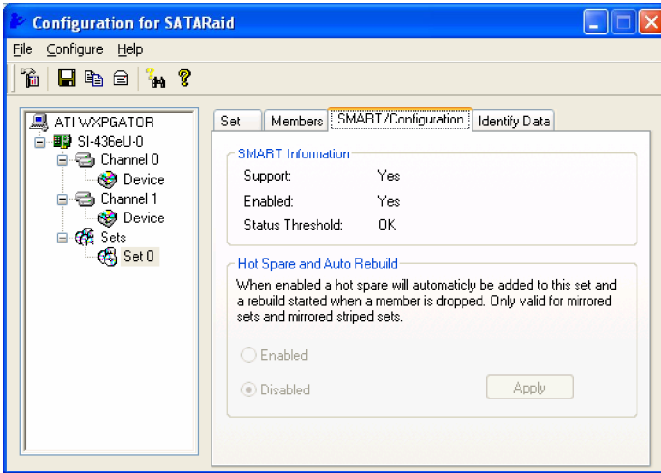 Configuration for SATARaid
File Configure Help
ATI WXPGATOR
SI-436eU-0
Channel 0
Device
Channel 1
Device
Sets
Set 0
Set Members SMART/Configuration Identify Data
SMART Information
Support: Yes
Enabled: Yes
Status Threshold: OK
Hot Spare and Auto Rebuild
When enabled a hot spare will automaticly be added to this set and
a rebuild started when a member is dropped. Only valid for mirrored
sets and mirrored striped sets.
Enabled
Disabled
Apply